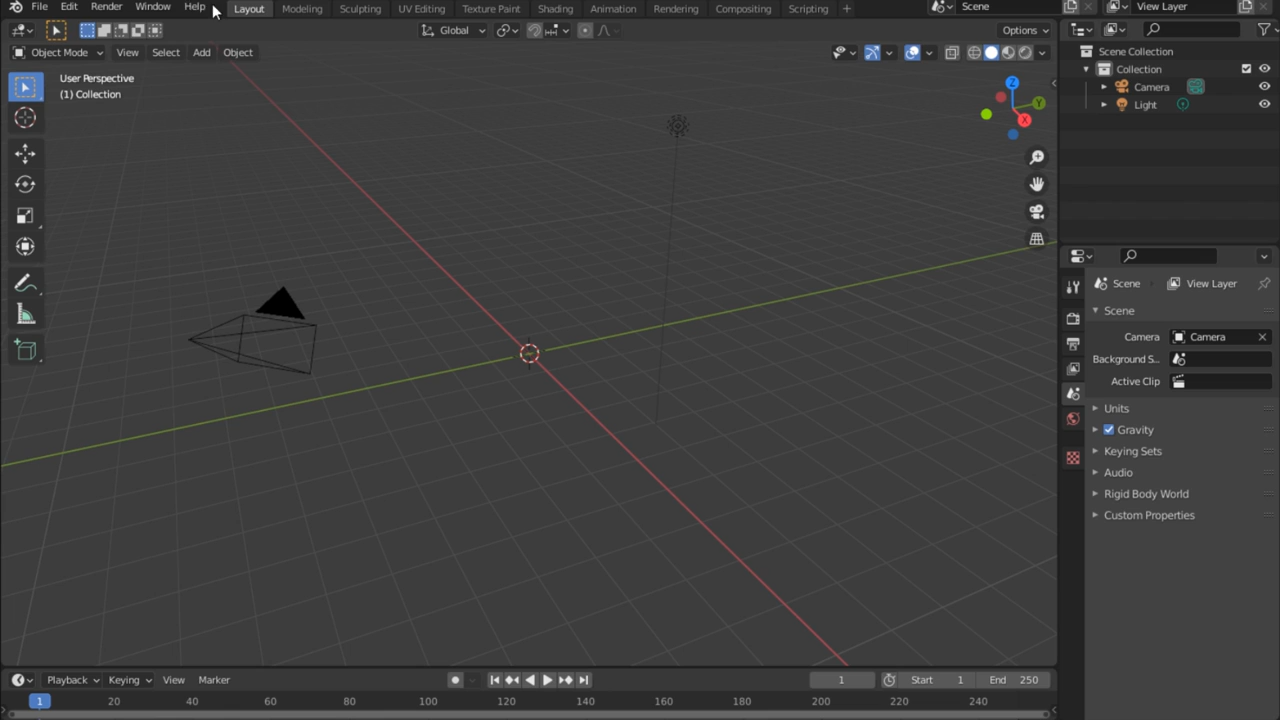 File Edit Render Window Help Layout Modeling Sculpting UV Editing Texture Paint Shading Animation Rendering Compositing Scripting + Scene View Layer
Global Options
Object Mode View Select Add Object
User Perspective
(1) Collection
Z
Y
X
Scene Collection
Collection
Camera
Light
Scene View Layer
Scene
Camera Camera
Background S...
Active Clip
Units
Gravity
Keying Sets
Audio
Rigid Body World
Custom Properties
Playback Keying View Marker 1 Start 1 End 250
1 20 40 60 80 100 120 140 160 180 200 220 240